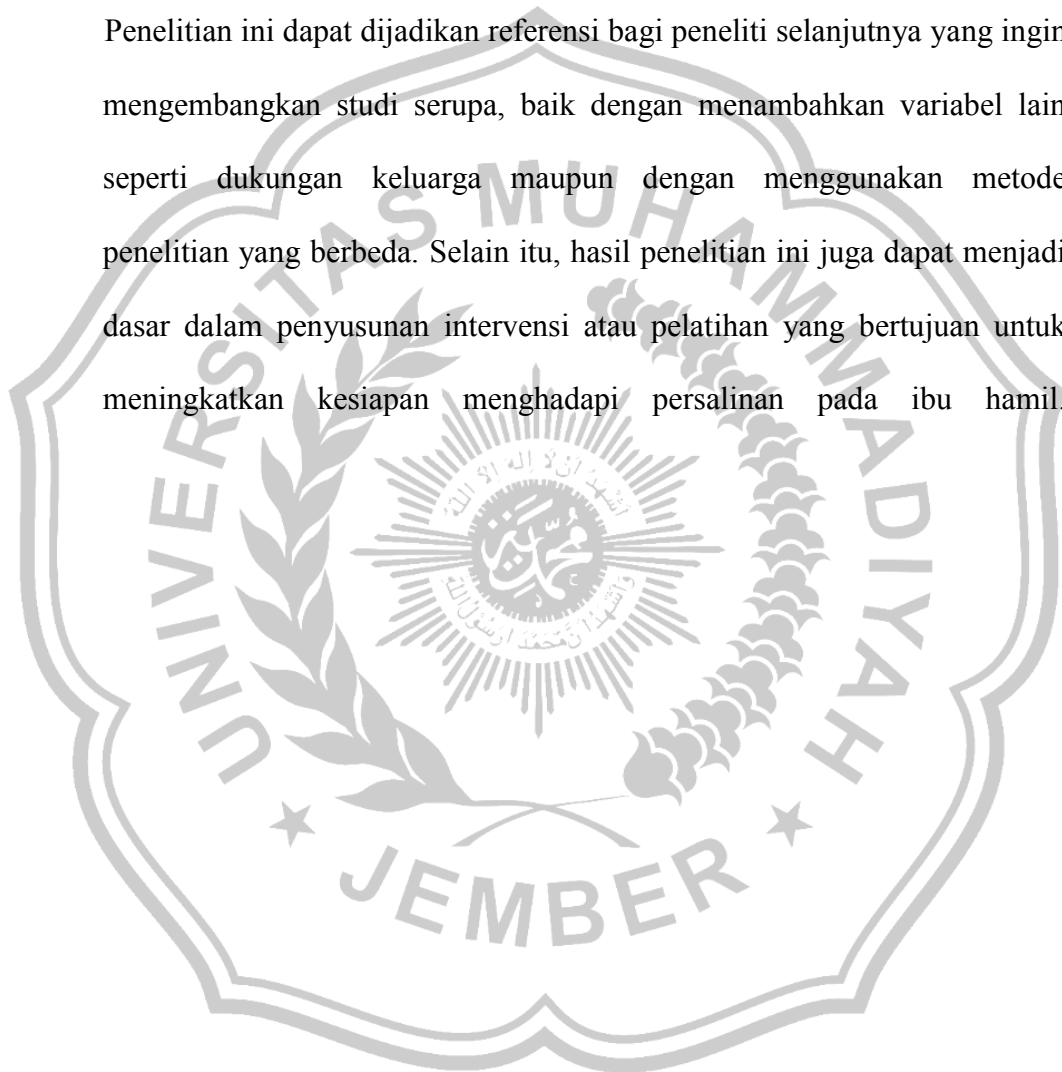 Penelitian ini dapat dijadikan referensi bagi peneliti selanjutnya yang ingin
mengembangkan studi serupa, baik dengan menambahkan variabel lain
seperti dukungan keluarga maupun dengan menggunakan metode
penelitian yang berbeda. Selain itu, hasil penelitian ini juga dapat menjadi
dasar dalam penyusunan intervensi atau pelatihan yang bertujuan untuk
meningkatkan kesiapan menghadapi persalinan pada ibu hamil.
UNIVERSITAS MUHAMMADIYAH
JEMBER